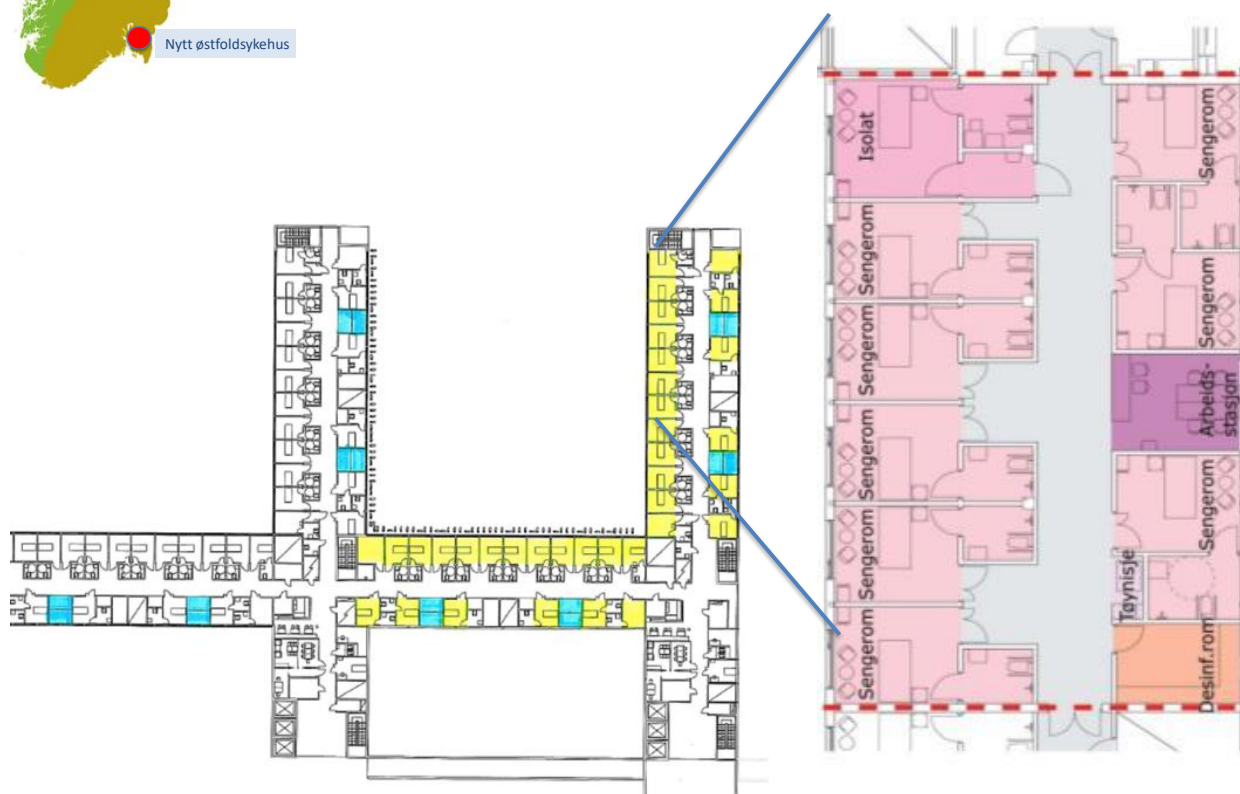 Nytt østfoldsykehus
Isolat
Sengerom
Sengerom
Sengerom
Sengerom
Sengerom
Sengerom
Sengerom
Arbeids-
stasjon
Sengerom
Tøynisje
Desinf.rom